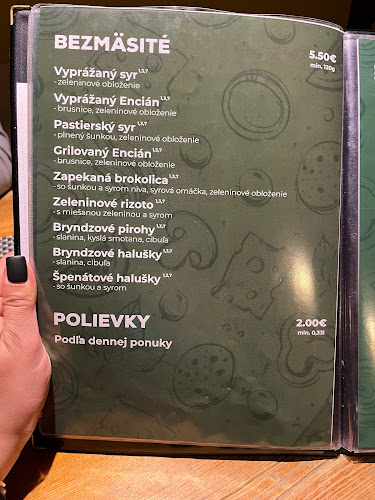 BEZMÄSITÉ
5.50€
min. 120g
Vyprážaný syr 1,3,7
- zeleninové obloženie
Vyprážaný Encián 1,3,7
- brusnice, zeleninové obloženie
Pastierský syr 1,3,7
- plnený šunkou, zeleninové obloženie
Grilovaný Encián 1,3,7
- brusnice, zeleninové obloženie
Zapekaná brokolica 1,3,7
- so šunkou a syrom niva, syrová omáčka, zeleninové obloženie
Zeleninové rizoto 1,3,7
- s miešanou zeleninou a syrom
Bryndzové pirohy 1,3,7
- slanina, kyslá smotana, cibuľa
Bryndzové halušky 1,3,7
- slanina, cibuľa
Špenátové halušky 1,3,7
- so šunkou a syrom
POLIEVKY
2.00€
min. 0,33l
Podľa dennej ponuky